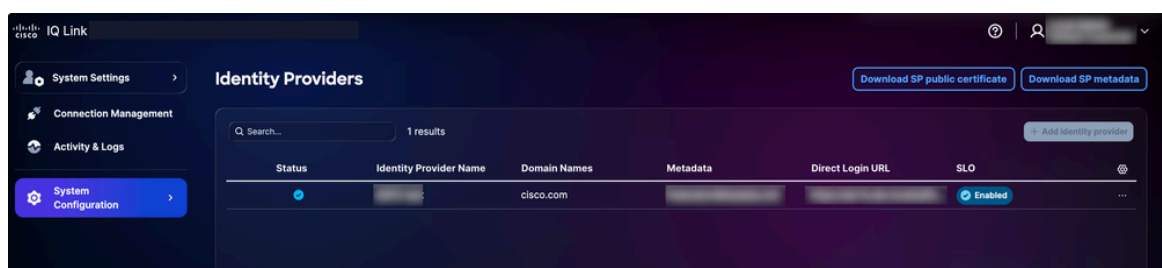 cisco IQ Link
System Settings
Connection Management
Activity & Logs
System
Configuration
Identity Providers
Download SP public certificate Download SP metadata
Search... 1 results + Add identity provider
Status Identity Provider Name Domain Names Metadata Direct Login URL SLO
cisco.com Enabled